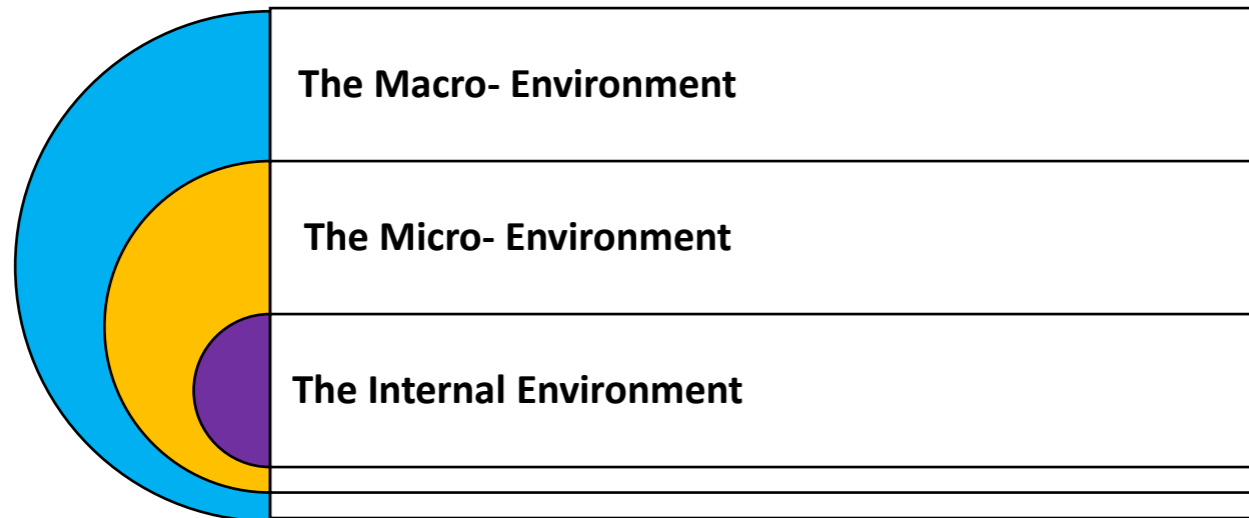 The Macro- Environment
The Micro- Environment
The Internal Environment